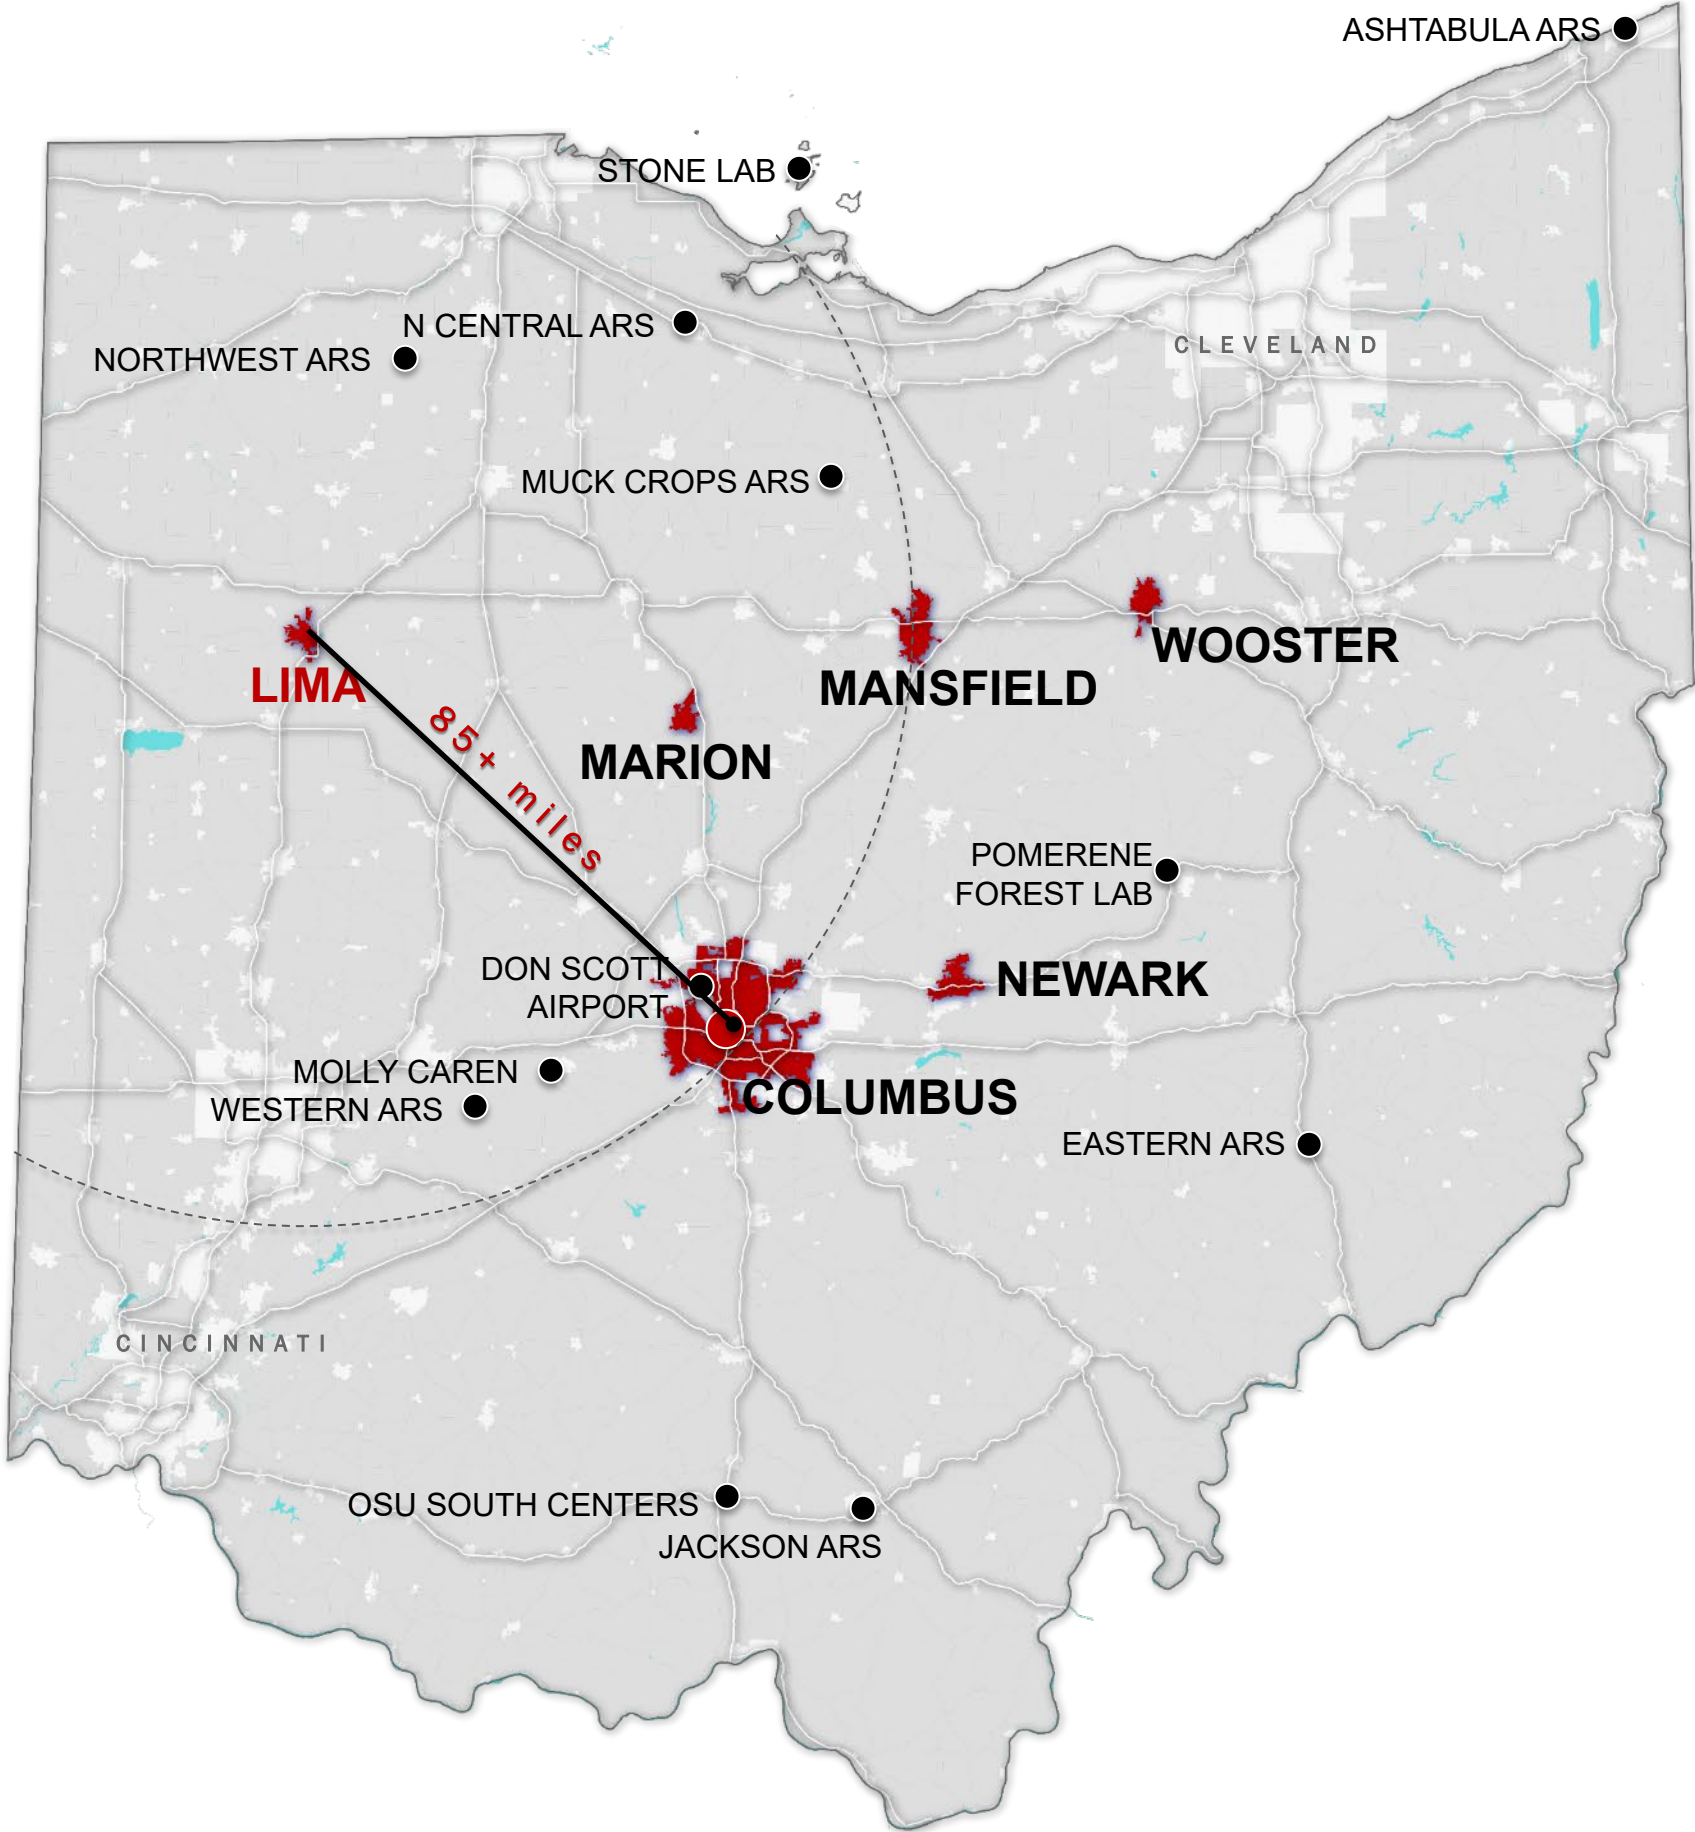 ASHTABULA ARS
STONE LAB
N CENTRAL ARS
CLEVELAND
NORTHWEST ARS
MUCK CROPS ARS
WOOSTER
LIMA
MANSFIELD
85+ miles
MARION
POMERENE
FOREST LAB
DON SCOTT
AIRPORT
NEWARK
MOLLY CAREN
WESTERN ARS
COLUMBUS
EASTERN ARS
CINCINNATI
OSU SOUTH CENTERS
JACKSON ARS